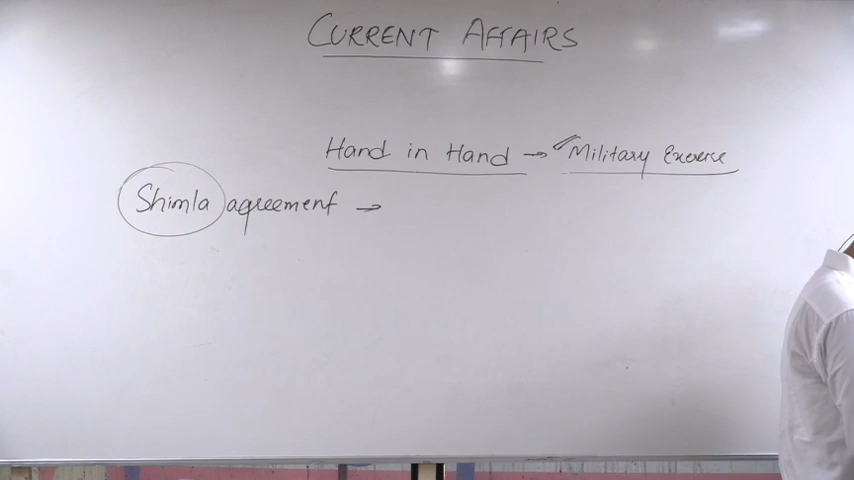 CURRENT AFFAIRS
Hand in Hand → Military Exercise
Shimla agreement →